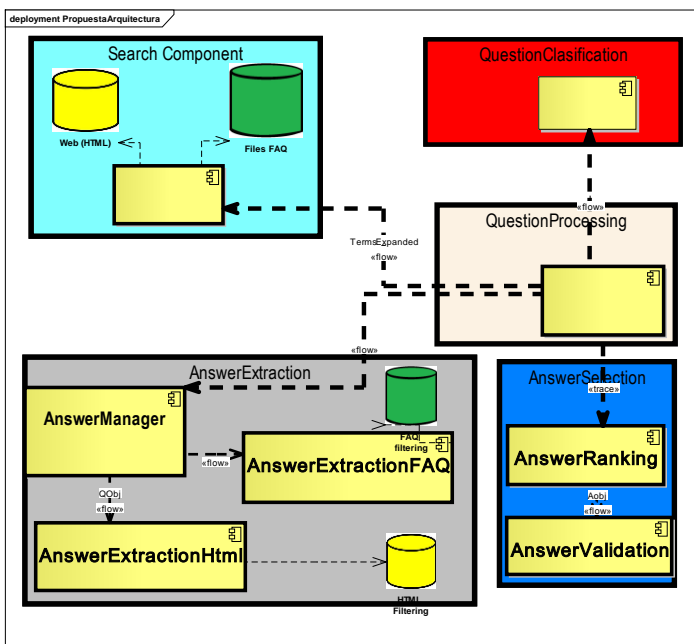 deployment PropuestaArquitectura
Search Component
Web (HTML)
Files FAQ
QuestionClasification
«flow»
QuestionProcessing
TermsExpanded
«flow»
«flow»
AnswerExtraction
AnswerManager
FAQ
filtering
«flow»
AnswerExtractionFAQ
QObj
«flow»
AnswerExtractionHtml
HTML
Filtering
AnswerSelection
«trace»
AnswerRanking
Aobj
«flow»
AnswerValidation